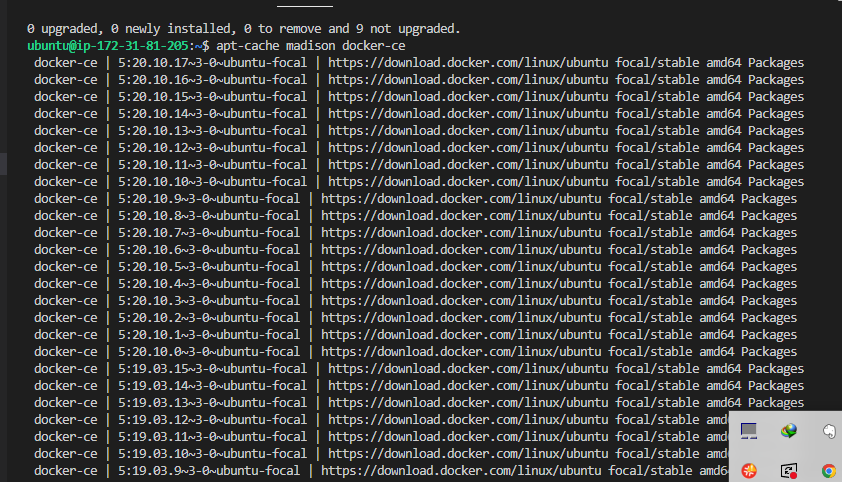 0 upgraded, 0 newly installed, 0 to remove and 9 not upgraded.
ubuntu@ip-172-31-81-205:~$ apt-cache madison docker-ce
docker-ce | 5:20.10.17~3-0~ubuntu-focal | https://download.docker.com/linux/ubuntu focal/stable amd64 Packages
docker-ce | 5:20.10.16~3-0~ubuntu-focal | https://download.docker.com/linux/ubuntu focal/stable amd64 Packages
docker-ce | 5:20.10.15~3-0~ubuntu-focal | https://download.docker.com/linux/ubuntu focal/stable amd64 Packages
docker-ce | 5:20.10.14~3-0~ubuntu-focal | https://download.docker.com/linux/ubuntu focal/stable amd64 Packages
docker-ce | 5:20.10.13~3-0~ubuntu-focal | https://download.docker.com/linux/ubuntu focal/stable amd64 Packages
docker-ce | 5:20.10.12~3-0~ubuntu-focal | https://download.docker.com/linux/ubuntu focal/stable amd64 Packages
docker-ce | 5:20.10.11~3-0~ubuntu-focal | https://download.docker.com/linux/ubuntu focal/stable amd64 Packages
docker-ce | 5:20.10.10~3-0~ubuntu-focal | https://download.docker.com/linux/ubuntu focal/stable amd64 Packages
docker-ce | 5:20.10.9~3-0~ubuntu-focal | https://download.docker.com/linux/ubuntu focal/stable amd64 Packages
docker-ce | 5:20.10.8~3-0~ubuntu-focal | https://download.docker.com/linux/ubuntu focal/stable amd64 Packages
docker-ce | 5:20.10.7~3-0~ubuntu-focal | https://download.docker.com/linux/ubuntu focal/stable amd64 Packages
docker-ce | 5:20.10.6~3-0~ubuntu-focal | https://download.docker.com/linux/ubuntu focal/stable amd64 Packages
docker-ce | 5:20.10.5~3-0~ubuntu-focal | https://download.docker.com/linux/ubuntu focal/stable amd64 Packages
docker-ce | 5:20.10.4~3-0~ubuntu-focal | https://download.docker.com/linux/ubuntu focal/stable amd64 Packages
docker-ce | 5:20.10.3~3-0~ubuntu-focal | https://download.docker.com/linux/ubuntu focal/stable amd64 Packages
docker-ce | 5:20.10.2~3-0~ubuntu-focal | https://download.docker.com/linux/ubuntu focal/stable amd64 Packages
docker-ce | 5:20.10.1~3-0~ubuntu-focal | https://download.docker.com/linux/ubuntu focal/stable amd64 Packages
docker-ce | 5:20.10.0~3-0~ubuntu-focal | https://download.docker.com/linux/ubuntu focal/stable amd64 Packages
docker-ce | 5:19.03.15~3-0~ubuntu-focal | https://download.docker.com/linux/ubuntu focal/stable amd64 Packages
docker-ce | 5:19.03.14~3-0~ubuntu-focal | https://download.docker.com/linux/ubuntu focal/stable amd64 Packages
docker-ce | 5:19.03.13~3-0~ubuntu-focal | https://download.docker.com/linux/ubuntu focal/stable amd64 Packages
docker-ce | 5:19.03.12~3-0~ubuntu-focal | https://download.docker.com/linux/ubuntu focal/stable amd
docker-ce | 5:19.03.11~3-0~ubuntu-focal | https://download.docker.com/linux/ubuntu focal/stable amd
docker-ce | 5:19.03.10~3-0~ubuntu-focal | https://download.docker.com/linux/ubuntu focal/stable amd
docker-ce | 5:19.03.9~3-0~ubuntu-focal | https://download.docker.com/linux/ubuntu focal/stable amd6